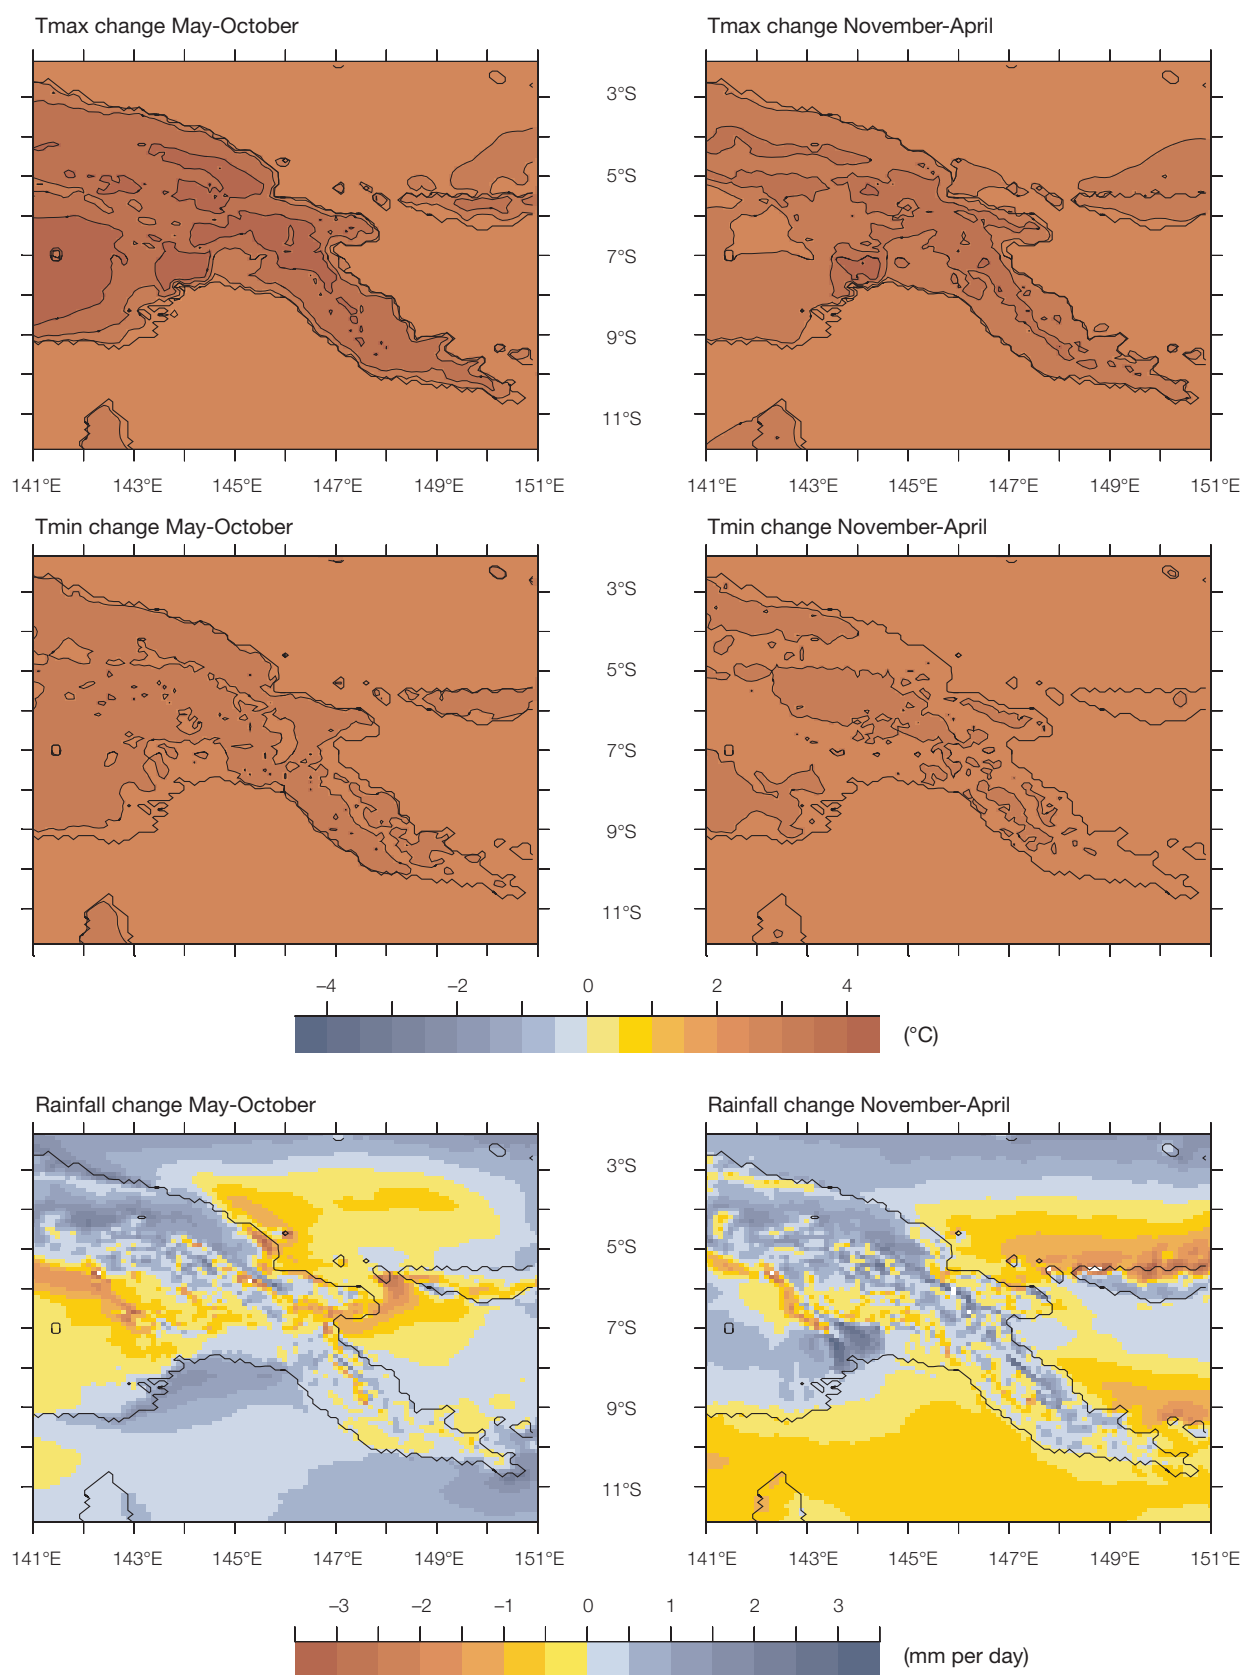 Tmax change May-October
Tmax change November-April
3°S
5°S
7°S
9°S
11°S
141°E 143°E 145°E 147°E 149°E 151°E
141°E 143°E 145°E 147°E 149°E 151°E
Tmin change May-October
Tmin change November-April
3°S
5°S
7°S
9°S
11°S
–4 –2 0 2 4
(°C)
Rainfall change May-October
Rainfall change November-April
3°S
5°S
7°S
9°S
11°S
141°E 143°E 145°E 147°E 149°E 151°E
141°E 143°E 145°E 147°E 149°E 151°E
–3 –2 –1 0 1 2 3
(mm per day)